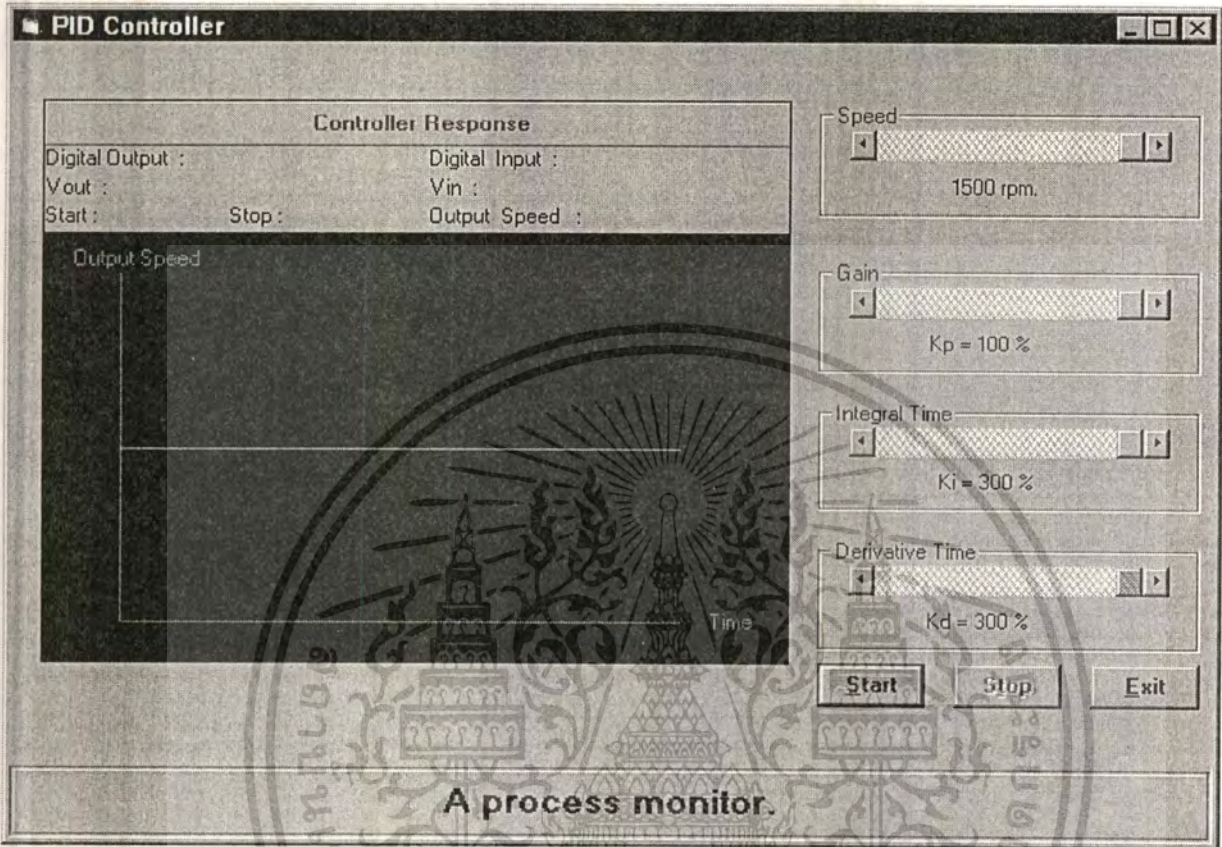 PID Controller
Controller Response
Digital Output :
Digital Input :
Vout :
Vin :
Start :
Stop :
Output Speed :
Output Speed
Time
Speed
1500 rpm.
Gain
Kp = 100 %
Integral Time
Ki = 300 %
Derivative Time
Kd = 300 %
Start
Stop
Exit
A process monitor.